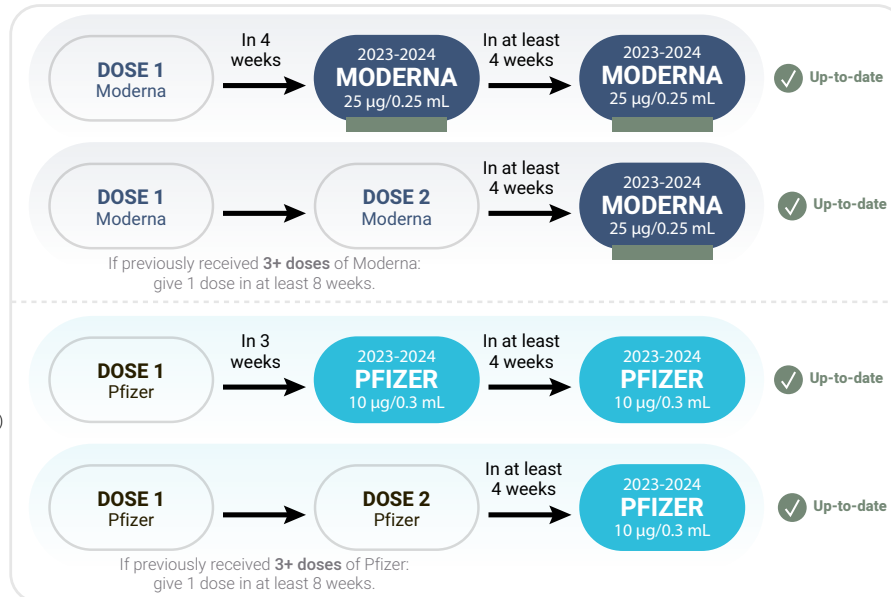 In 4
weeks
In at least
4 weeks
DOSE 1
Moderna
2023-2024
MODERNA
25 µg/0.25 mL
2023-2024
MODERNA
25 µg/0.25 mL
Up-to-date
In at least
4 weeks
DOSE 1
Moderna
DOSE 2
Moderna
2023-2024
MODERNA
25 µg/0.25 mL
Up-to-date
If previously received 3+ doses of Moderna:
give 1 dose in at least 8 weeks.
In 3
weeks
In at least
4 weeks
DOSE 1
Pfizer
2023-2024
PFIZER
10 µg/0.3 mL
2023-2024
PFIZER
10 µg/0.3 mL
Up-to-date
)
In at least
4 weeks
DOSE 1
Pfizer
DOSE 2
Pfizer
2023-2024
PFIZER
10 µg/0.3 mL
Up-to-date
If previously received 3+ doses of Pfizer:
give 1 dose in at least 8 weeks.